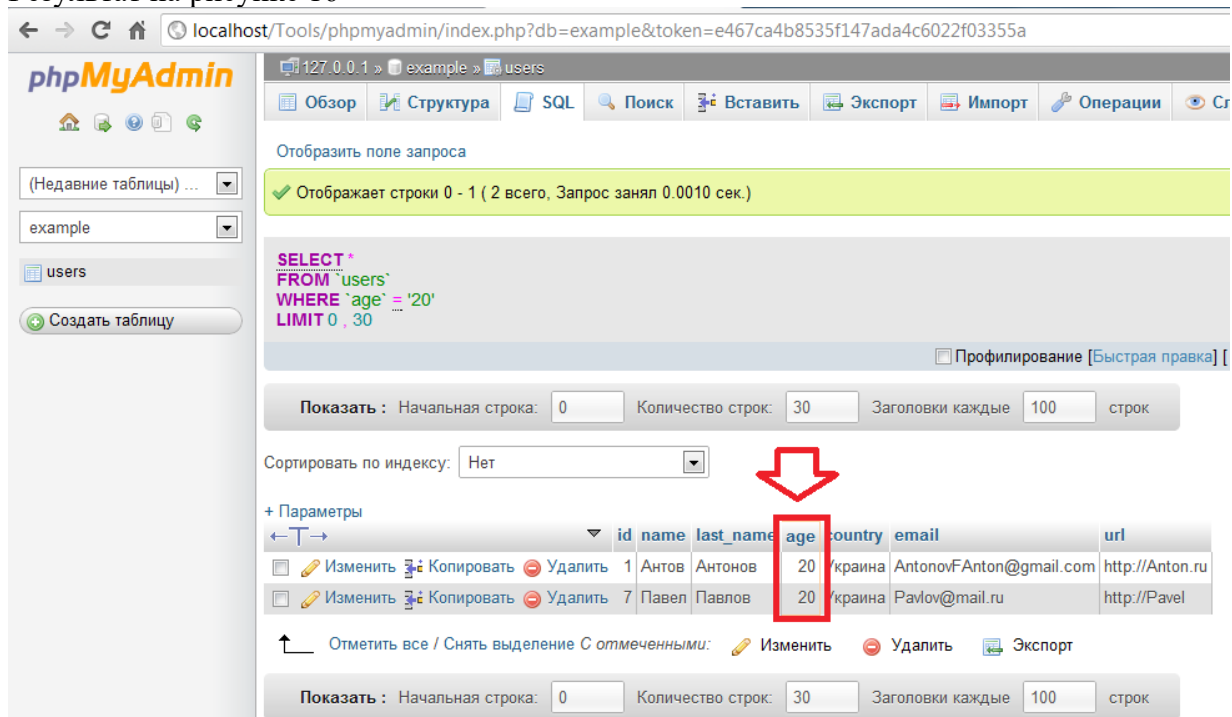 localhost/Tools/phpmyadmin/index.php?db=example&token=e467ca4b8535f147ada4c6022f03355a
phpMyAdmin
127.0.0.1 » example » users
Обзор Структура SQL Поиск Вставить Экспорт Импорт Операции
Отобразить поле запроса
(Недавние таблицы) ...
Отображает строки 0 - 1 ( 2 всего, Запрос занял 0.0010 сек.)
example
users
Создать таблицу
SELECT *
FROM `users`
WHERE `age` = '20'
LIMIT 0 , 30
Профилирование [Быстрая правка] [
Показать : Начальная строка: 0 Количество строк: 30 Заголовки каждые 100 строк
Сортировать по индексу: Нет
+ Параметры
←T→ id name last_name age country email url
Изменить Копировать Удалить 1 Антов Антонов 20 Украина AntonovFAnton@gmail.com http://Anton.ru
Изменить Копировать Удалить 7 Павел Павлов 20 Украина Pavlov@mail.ru http://Pavel
Отметить все / Снять выделение С отмеченными: Изменить Удалить Экспорт
Показать : Начальная строка: 0 Количество строк: 30 Заголовки каждые 100 строк